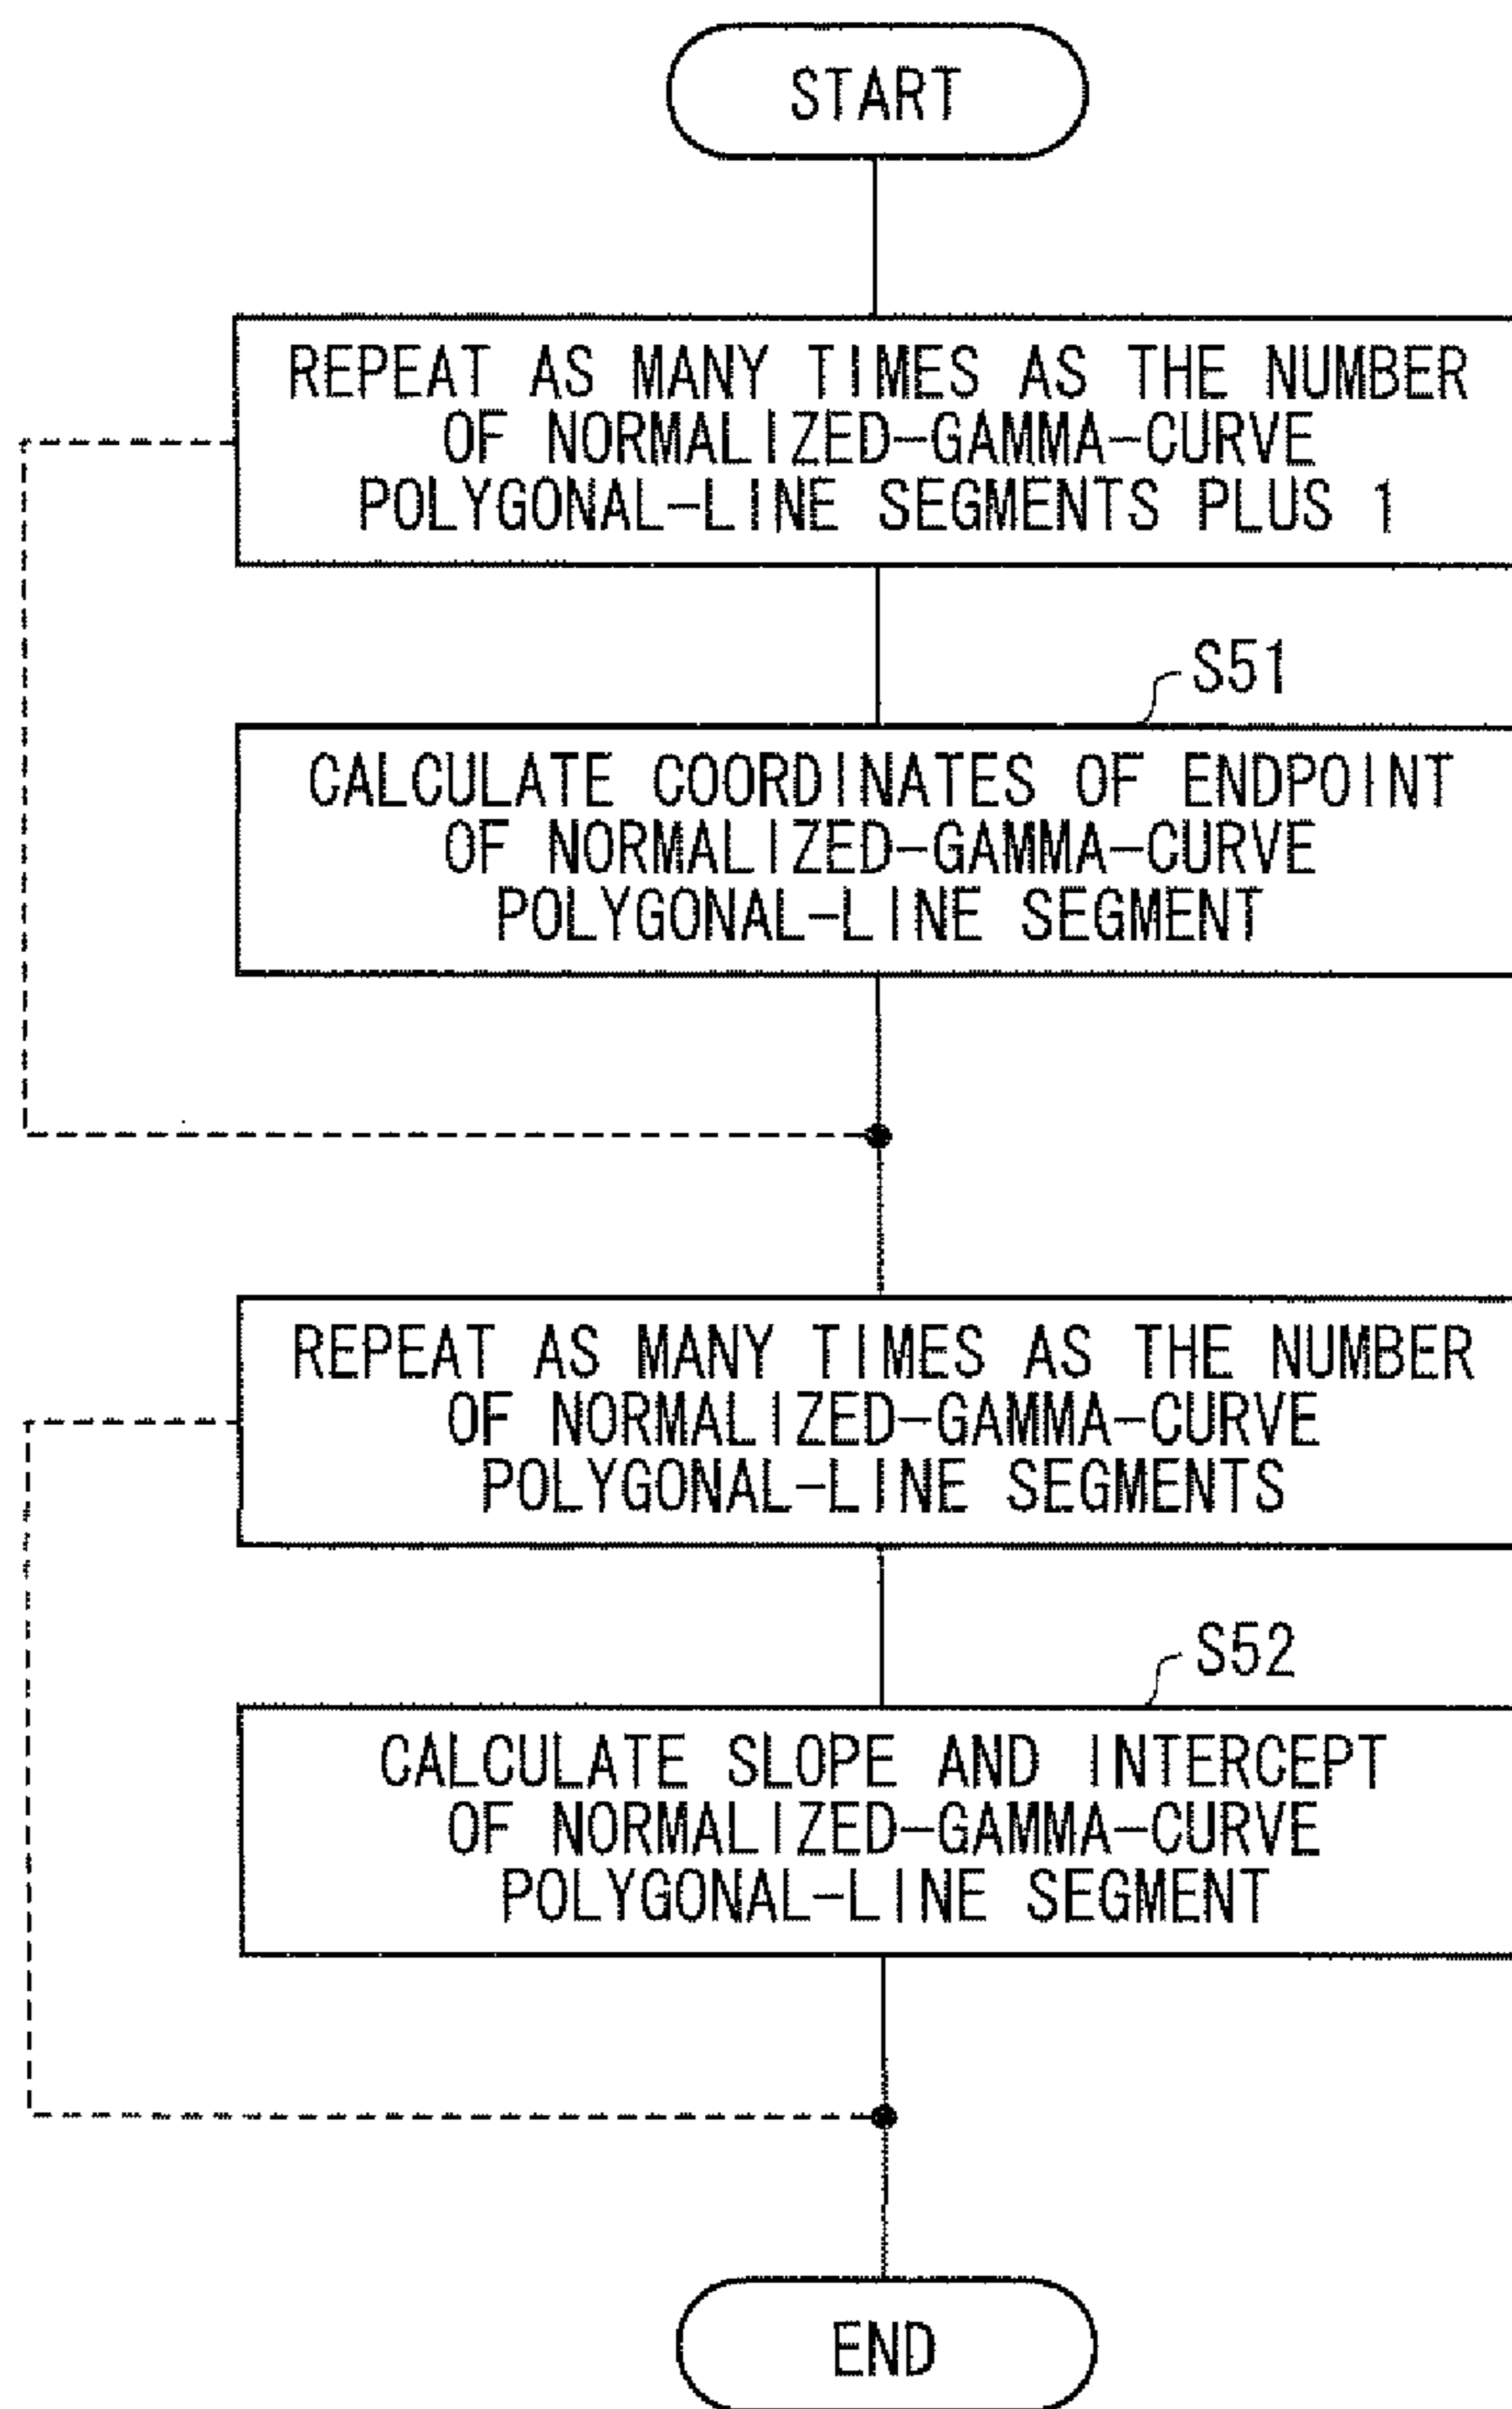 START
REPEAT AS MANY TIMES AS THE NUMBER
OF NORMALIZED-GAMMA-CURVE
POLYGONAL-LINE SEGMENTS PLUS 1
S51
CALCULATE COORDINATES OF ENDPOINT
OF NORMALIZED-GAMMA-CURVE
POLYGONAL-LINE SEGMENT
REPEAT AS MANY TIMES AS THE NUMBER
OF NORMALIZED-GAMMA-CURVE
POLYGONAL-LINE SEGMENTS
S52
CALCULATE SLOPE AND INTERCEPT
OF NORMALIZED-GAMMA-CURVE
POLYGONAL-LINE SEGMENT
END